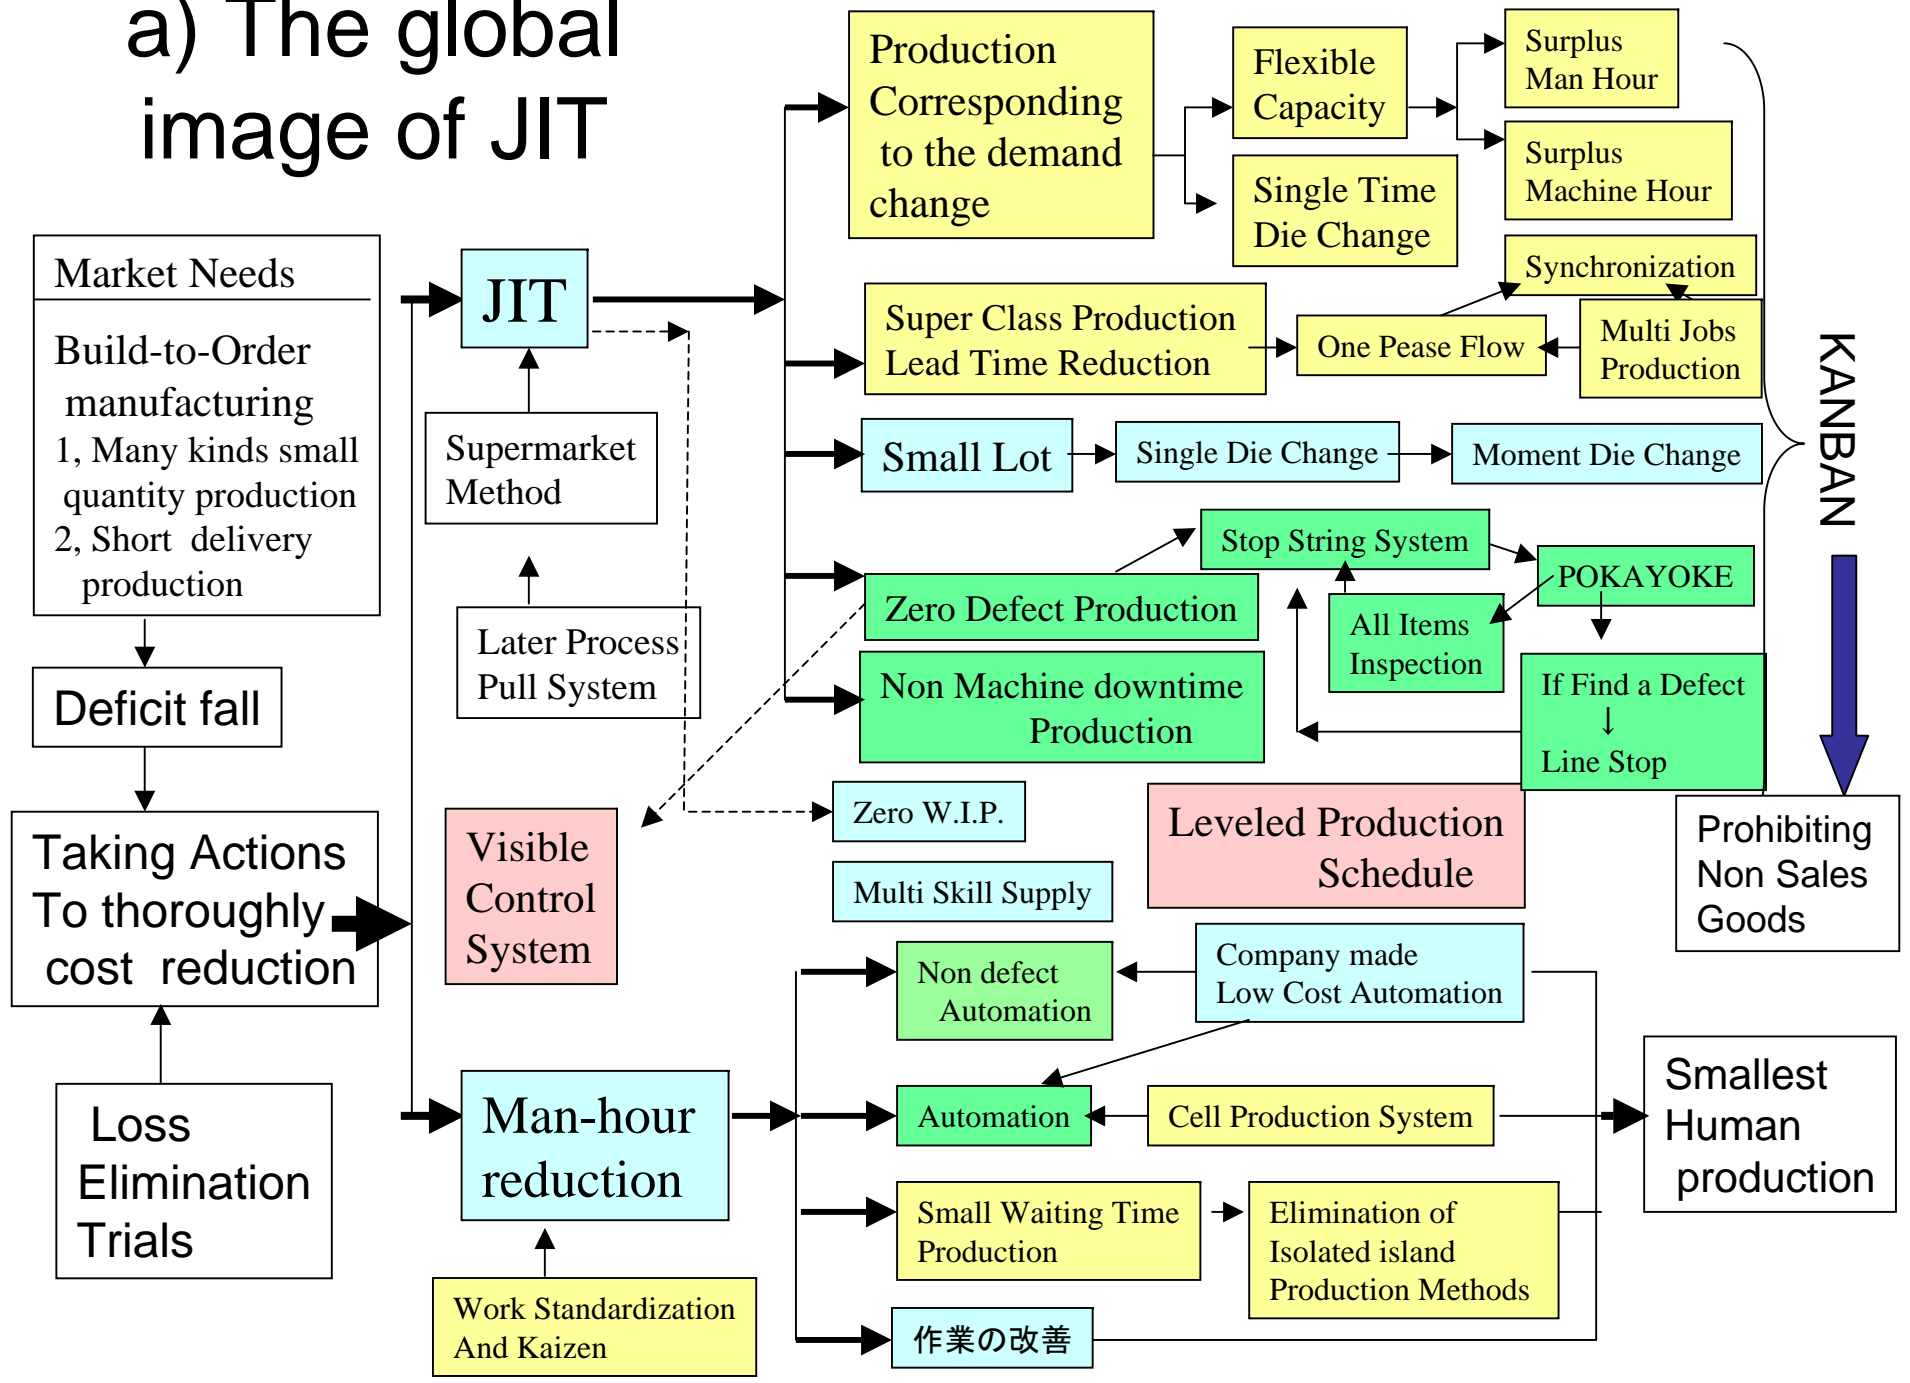 a) The global
image of JIT
Market Needs
Build-to-Order
manufacturing
1, Many kinds small
quantity production
2, Short delivery
production
Deficit fall
Taking Actions
To thoroughly
cost reduction
Loss
Elimination
Trials
JIT
Supermarket
Method
Later Process
Pull System
Visible
Control
System
Man-hour
reduction
Work Standardization
And Kaizen
Production
Corresponding
to the demand
change
Flexible
Capacity
Single Time
Die Change
Surplus
Man Hour
Surplus
Machine Hour
Super Class Production
Lead Time Reduction
One Pease Flow
Synchronization
Multi Jobs
Production
Small Lot
Single Die Change
Moment Die Change
Zero Defect Production
Stop String System
POKAYOKE
All Items
Inspection
If Find a Defect
↓
Line Stop
Non Machine downtime
Production
Zero W.I.P.
Multi Skill Supply
Leveled Production
Schedule
KANBAN
Prohibiting
Non Sales
Goods
Non defect
Automation
Company made
Low Cost Automation
Automation
Cell Production System
Small Waiting Time
Production
Elimination of
Isolated island
Production Methods
作業の改善
Smallest
Human
production